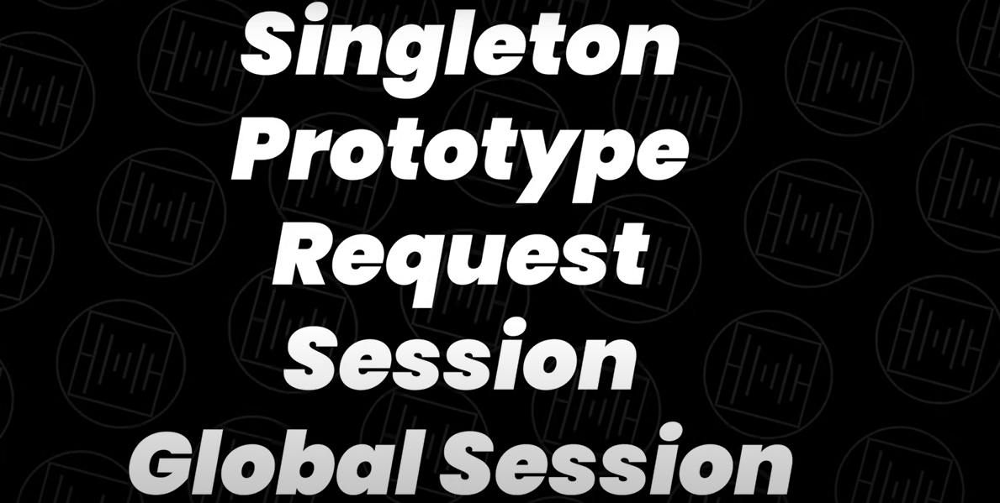 Singleton
Prototype
Request
Session
Global Session